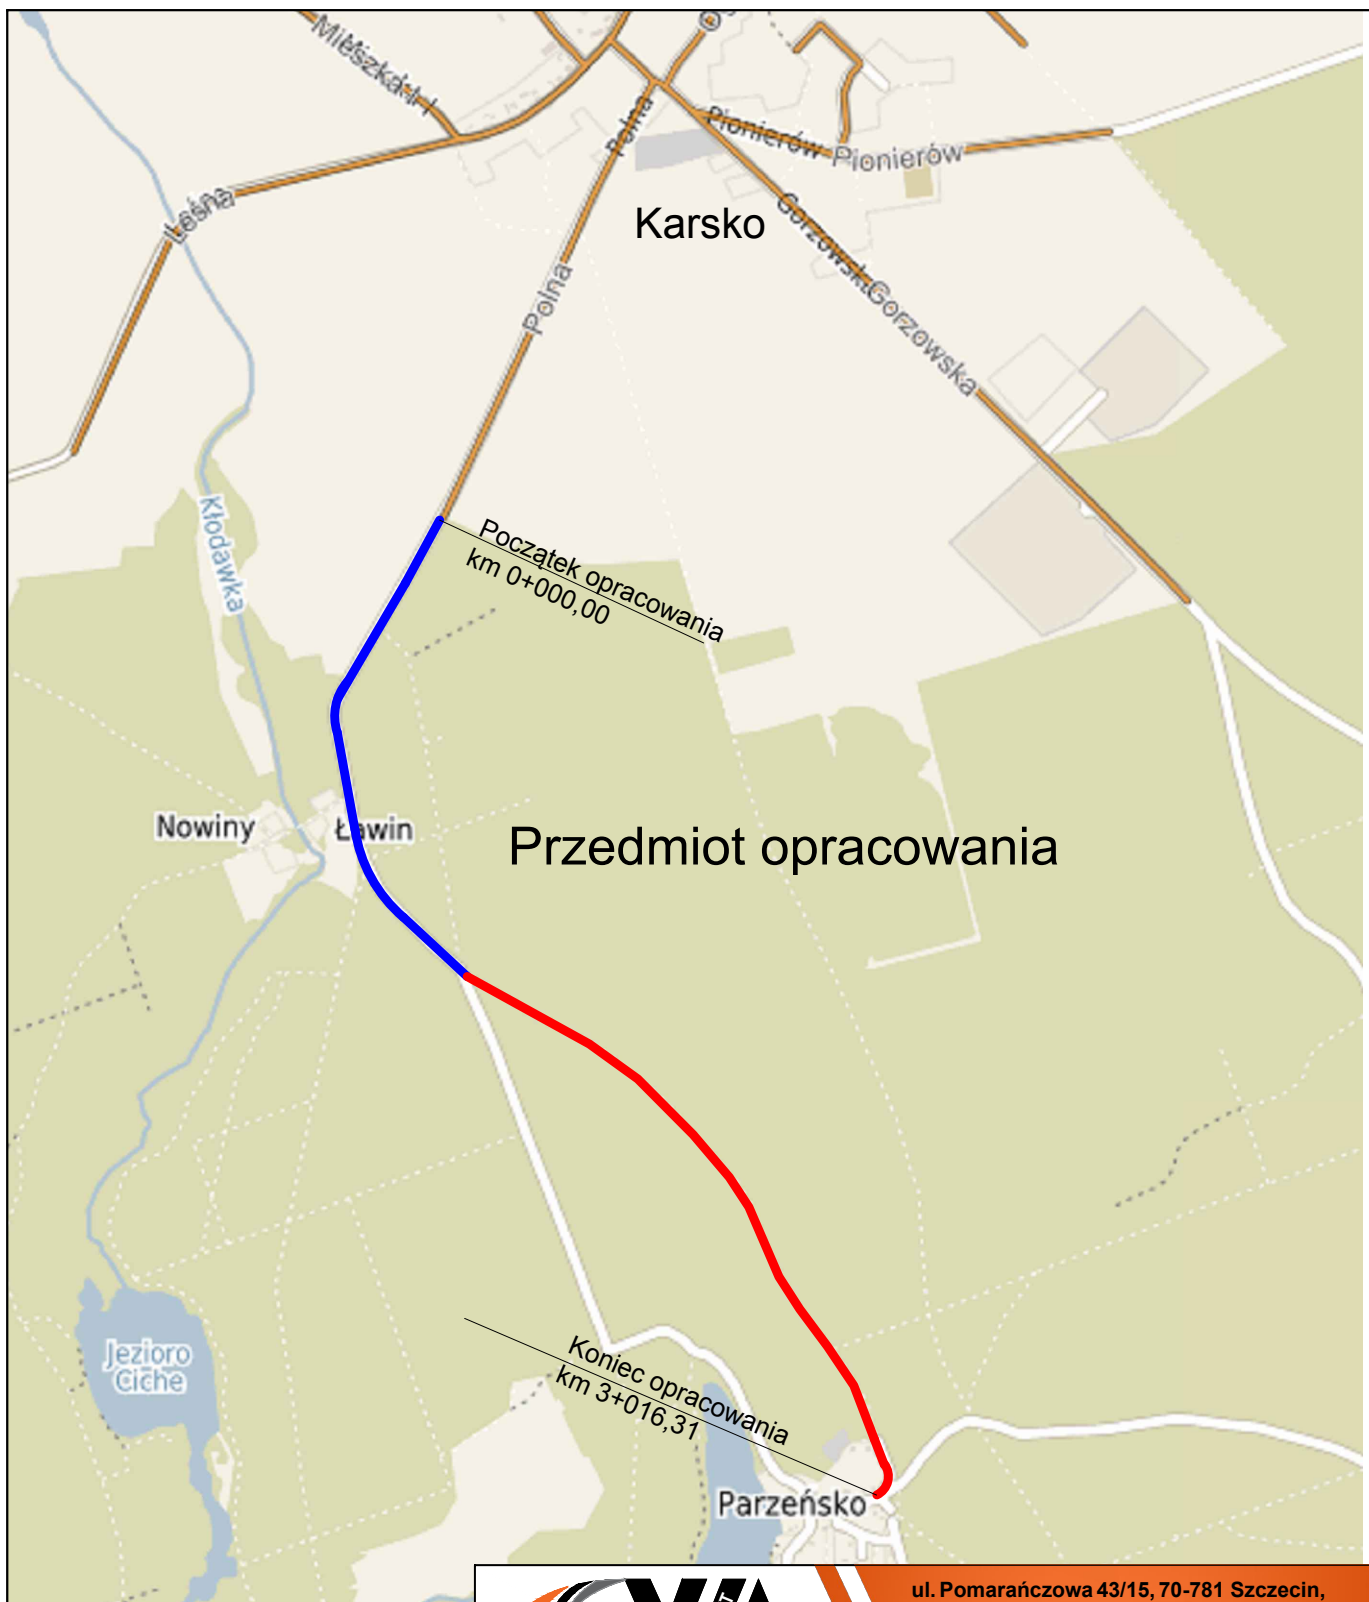 Mieszka I
Polna
Pionierów
Pionierów
Leśna
Karsko
Gorzowska
Gorzowska
Polna
Kłodawka
Początek opracowania
km 0+000,00
Nowiny
Ławin
Przedmiot opracowania
Jezioro
Ciche
Koniec opracowania
km 3+016,31
Parzeńsko
ul. Pomarańczowa 43/15, 70-781 Szczecin,